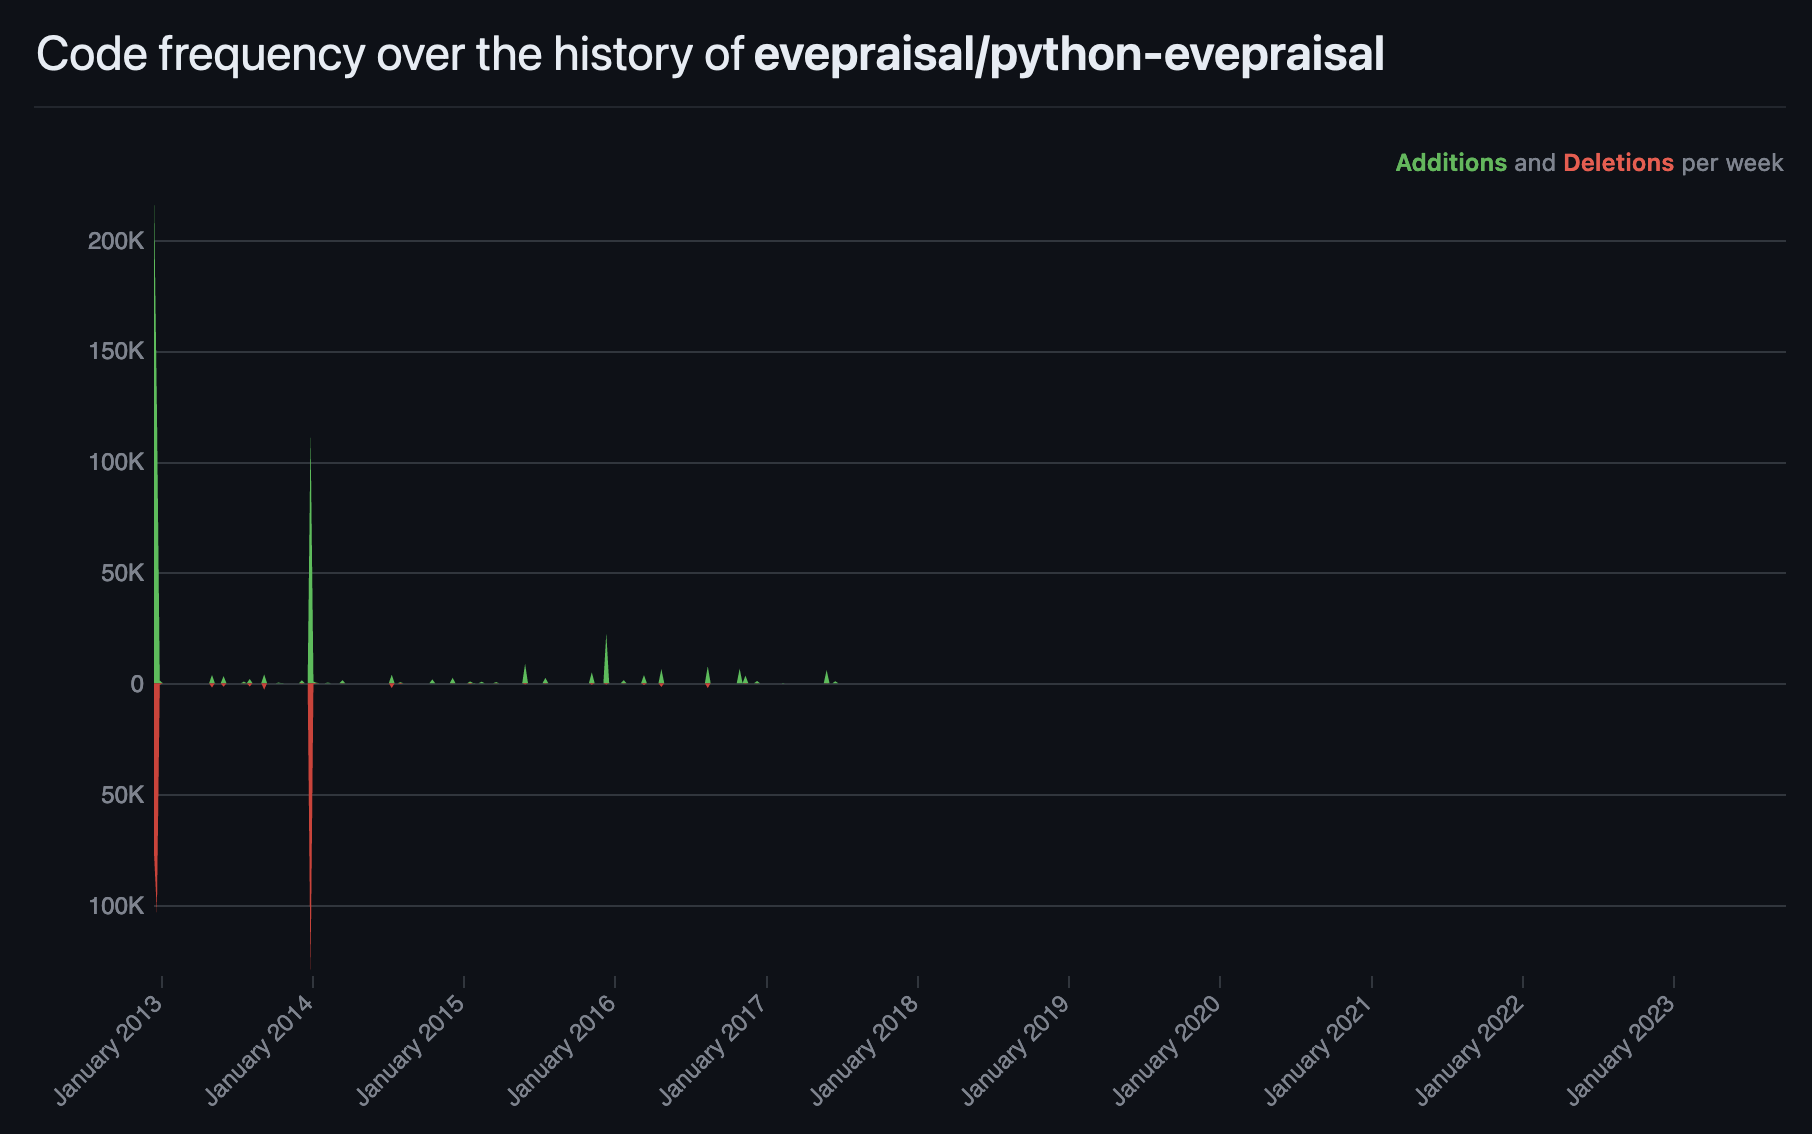 Code frequency over the history of evepraisal/python-evepraisal
Additions and Deletions per week
200K
150K
100K
50K
0
50K
100K
January 2013
January 2014
January 2015
January 2016
January 2017
January 2018
January 2019
January 2020
January 2021
January 2022
January 2023